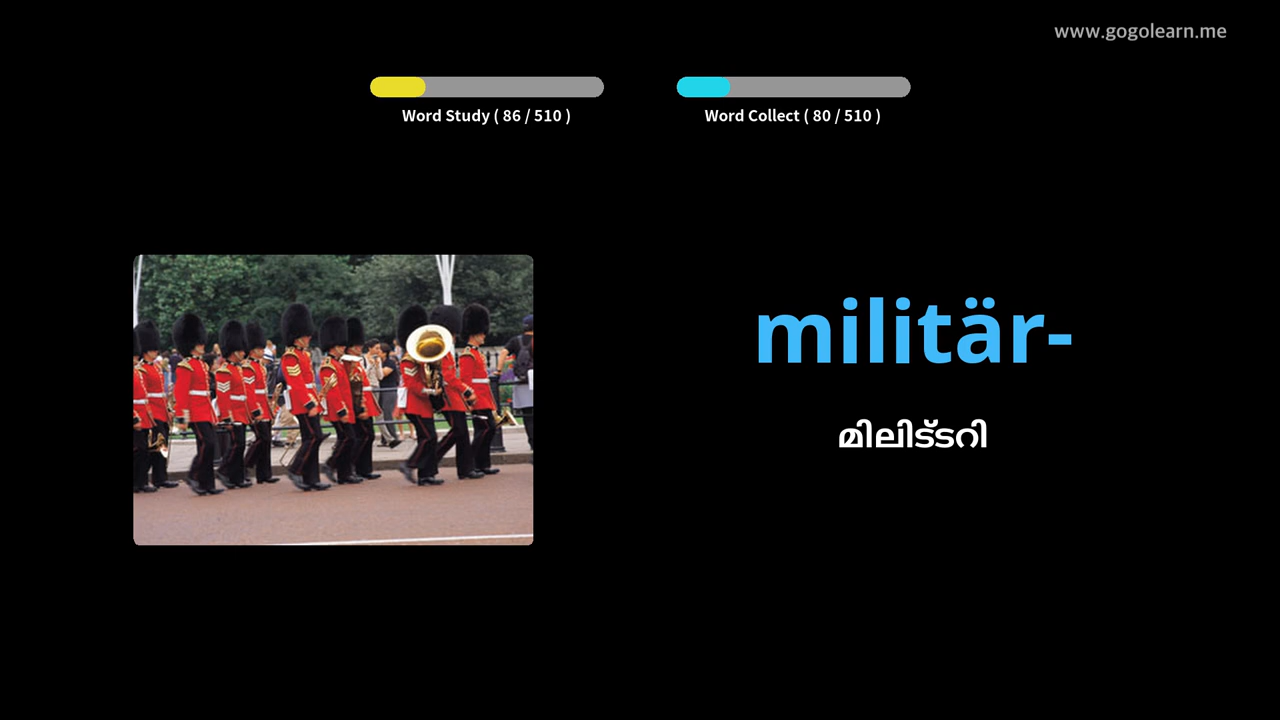 www.gogolearn.me
Word Study ( 86 / 510 )
Word Collect ( 80 / 510 )
militär-
മിലിട്ടറി